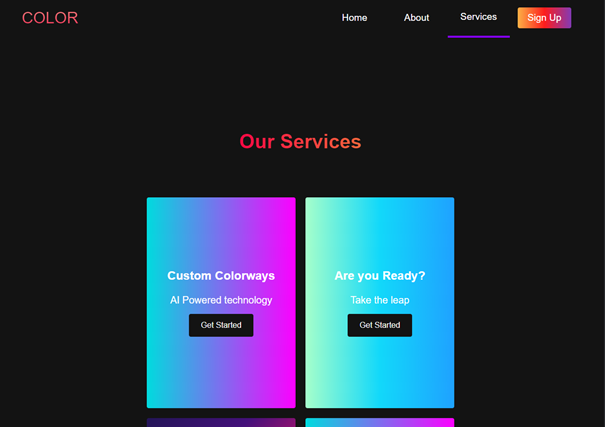 COLOR
Home
About
Services
Sign Up
Our Services
Custom Colorways
AI Powered technology
Get Started
Are you Ready?
Take the leap
Get Started